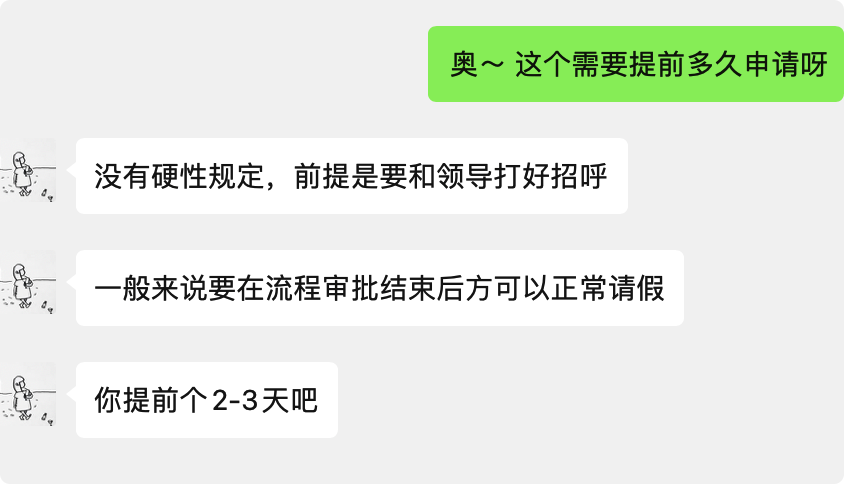 奥～ 这个需要提前多久申请呀
没有硬性规定，前提是要和领导打好招呼
一般来说要在流程审批结束后方可以正常请假
你提前个2-3天吧